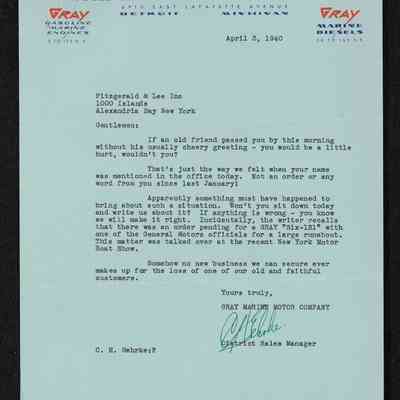 6910 EAST LAFAYETTE AVENUE
GRAY
GASOLINE
MARINE
ENGINES
DETROIT MICHIGAN
GRAY
MARINE
DIESELS
April 3, 1940
Fitzgerald & Lee Inc
1000 Islands
Alexandria Bay New York
Gentlemen:
If an old friend passed you by this morning
without his usually cheery greeting - you would be a little
hurt, wouldn't you?
That's just the way we felt when your name
was mentioned in the office today. Not an order or any
word from you since last January!
Apparently something must have happened to
bring about such a situation. Won't you sit down today
and write us about it? If anything is wrong - you know
we will make it right. Incidentally, the writer recalls
that there was an order pending for a GRAY "Six-121" with
one of the General Motors officials for a large runabout.
This matter was talked over at the recent New York Motor
Boat Show.
Somehow no new business we can secure ever
makes up for the loss of one of our old and faithful
customers.
Yours truly,
GRAY MARINE MOTOR COMPANY
C H Gehrke.
District Sales Manager
C. H. Gehrke:F